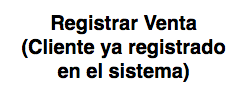 Registrar Venta
(Cliente ya registrado
en el sistema)